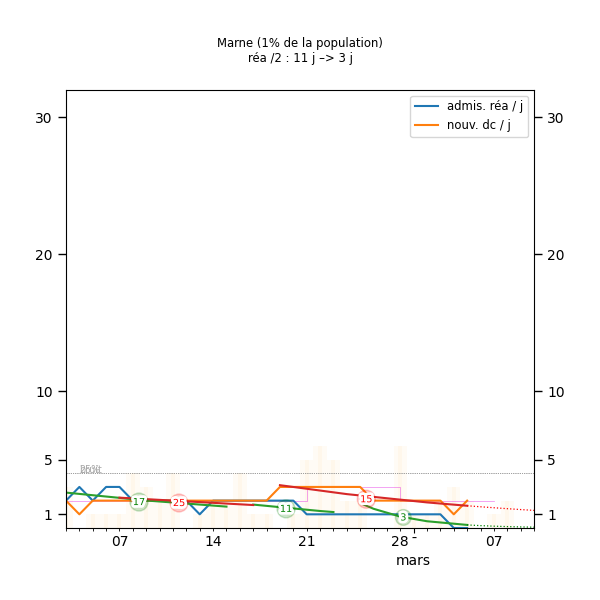 Marne (1% de la population)
réa /2 : 11 j –> 3 j
admis. réa / j
nouv. dc / j
30 30
20 20
10 10
5 5
1 1
17 25 11 15 3
07 14 21 28 07
mars